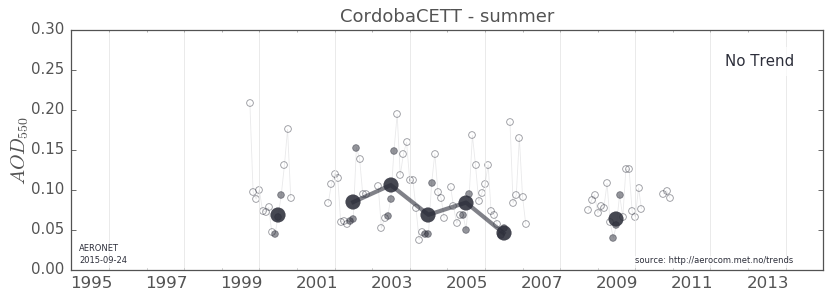 CordobaCETT - summer
0.30
0.25
0.20
0.15
0.10
0.05
0.00
AOD550
No Trend
AERONET
2015-09-24
source: http://aerocom.met.no/trends
1995 1997 1999 2001 2003 2005 2007 2009 2011 2013